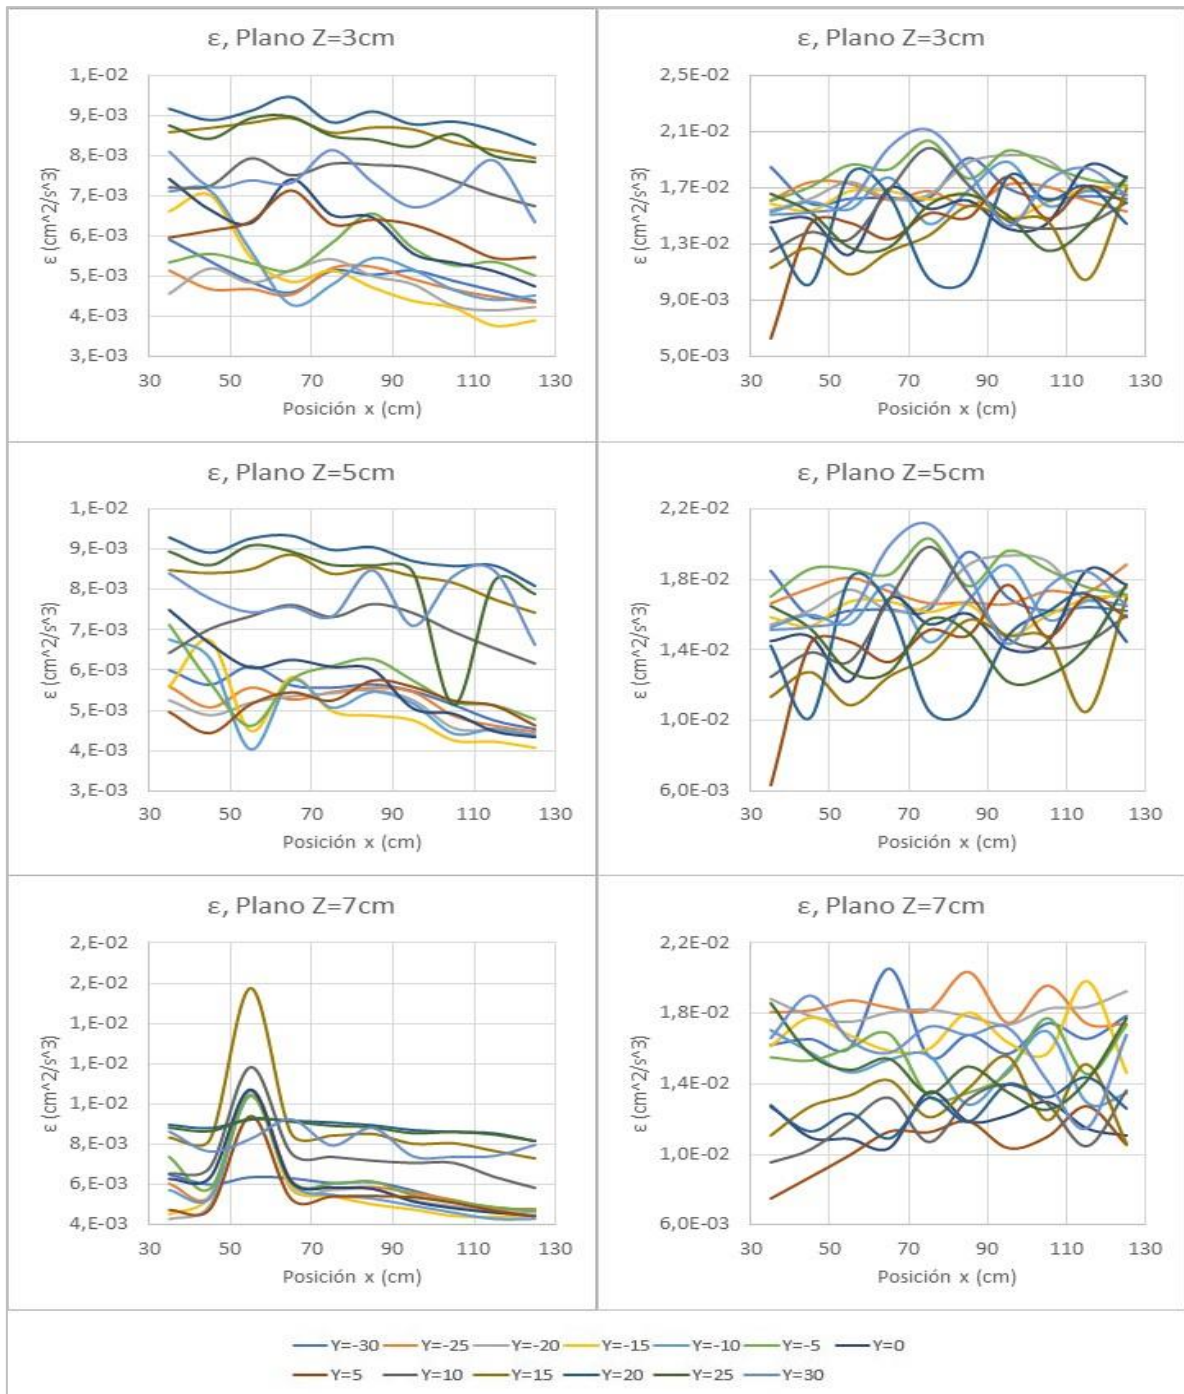 ε, Plano Z=3cm
ε (cm^2/s^3)
1,E-02
9,E-03
8,E-03
7,E-03
6,E-03
5,E-03
4,E-03
3,E-03
30 50 70 90 110 130
Posición x (cm)
ε, Plano Z=3cm
ε (cm^2/s^3)
2,5E-02
2,1E-02
1,7E-02
1,3E-02
9,0E-03
5,0E-03
30 50 70 90 110 130
Posición x (cm)
ε, Plano Z=5cm
ε (cm^2/s^3)
1,E-02
9,E-03
8,E-03
7,E-03
6,E-03
5,E-03
4,E-03
3,E-03
30 50 70 90 110 130
Posición x (cm)
ε, Plano Z=5cm
ε (cm^2/s^3)
2,2E-02
1,8E-02
1,4E-02
1,0E-02
6,0E-03
30 50 70 90 110 130
Posición x (cm)
ε, Plano Z=7cm
ε (cm^2/s^3)
2,E-02
2,E-02
1,E-02
1,E-02
1,E-02
8,E-03
6,E-03
4,E-03
30 50 70 90 110 130
Posición x (cm)
ε, Plano Z=7cm
ε (cm^2/s^3)
2,2E-02
1,8E-02
1,4E-02
1,0E-02
6,0E-03
30 50 70 90 110 130
Posición x (cm)
Y=-30 Y=-25 Y=-20 Y=-15 Y=-10 Y=-5 Y=0
Y=5 Y=10 Y=15 Y=20 Y=25 Y=30